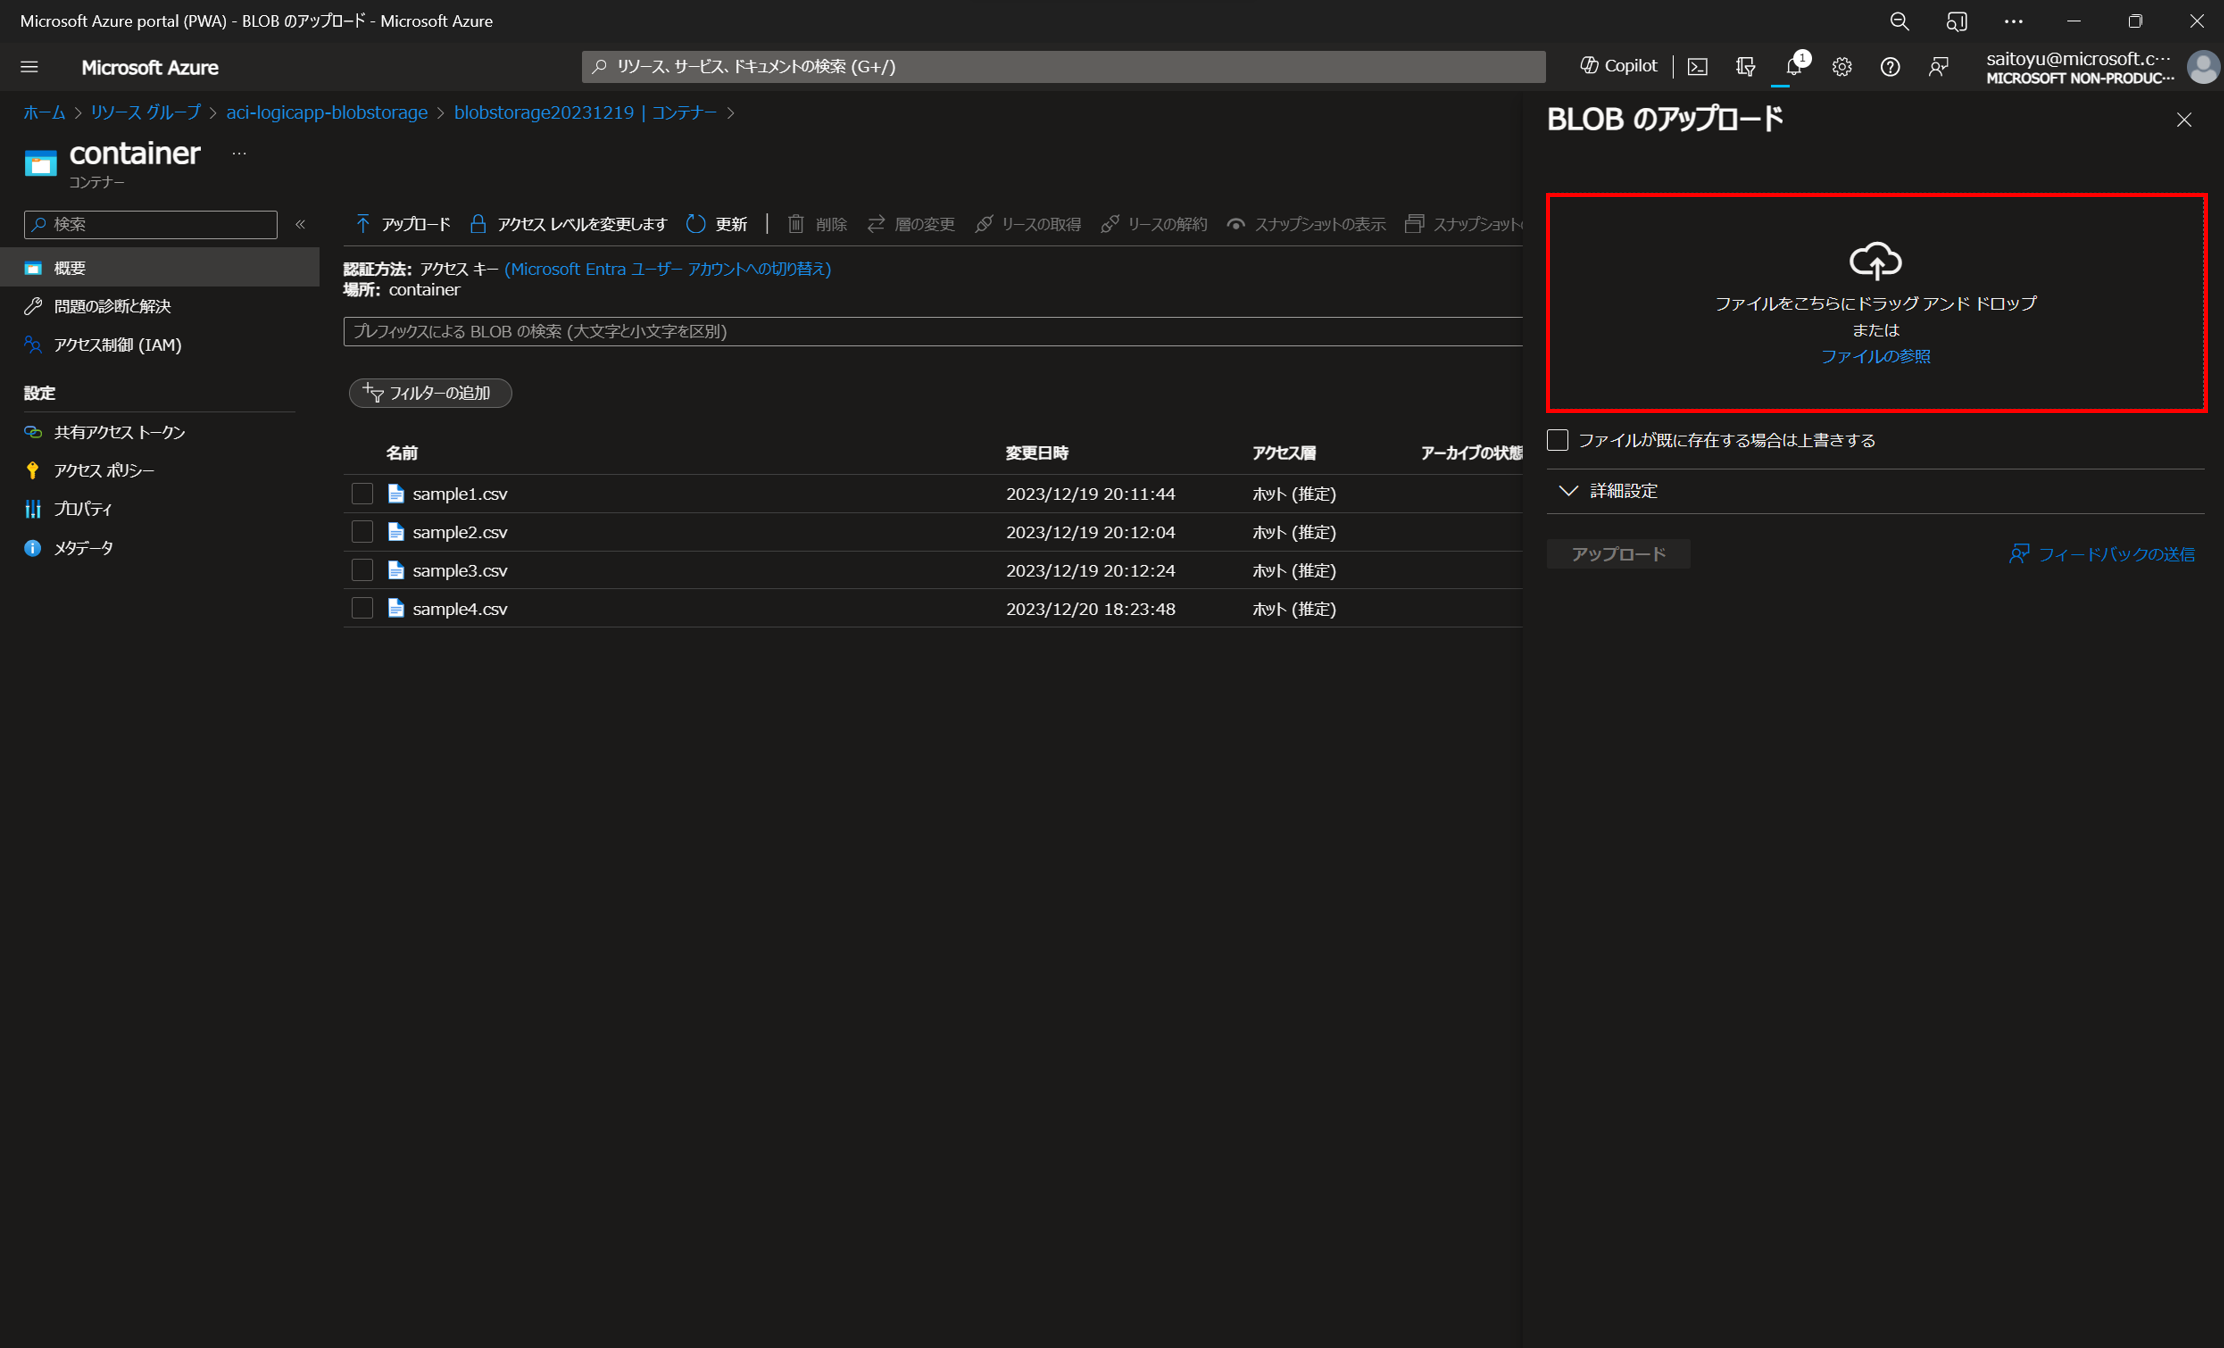 Microsoft Azure portal (PWA) - BLOB のアップロード - Microsoft Azure
Microsoft Azure
リソース、サービス、ドキュメントの検索 (G+/)
Copilot
1
saitoyu@microsoft.c…
MICROSOFT NON-PRODUC…
ホーム > リソース グループ > aci-logicapp-blobstorage > blobstorage20231219 | コンテナー >
container …
コンテナー
検索
«
概要
問題の診断と解決
アクセス制御 (IAM)
設定
共有アクセス トークン
アクセス ポリシー
プロパティ
メタデータ
アップロード アクセス レベルを変更します 更新 | 削除 層の変更 リースの取得 リースの解約 スナップショットの表示 スナップショット
認証方法: アクセス キー (Microsoft Entra ユーザー アカウントへの切り替え)
場所: container
プレフィックスによる BLOB の検索 (大文字と小文字を区別)
フィルターの追加
名前 変更日時 アクセス層 アーカイブの状態
sample1.csv 2023/12/19 20:11:44 ホット (推定)
sample2.csv 2023/12/19 20:12:04 ホット (推定)
sample3.csv 2023/12/19 20:12:24 ホット (推定)
sample4.csv 2023/12/20 18:23:48 ホット (推定)
BLOB のアップロード
ファイルをこちらにドラッグ アンド ドロップ
または
ファイルの参照
ファイルが既に存在する場合は上書きする
詳細設定
アップロード
フィードバックの送信